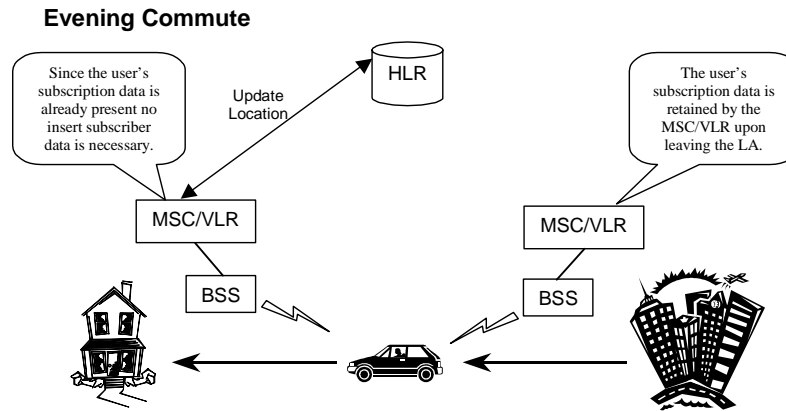 Evening Commute
Since the user's
subscription data is
already present no
insert subscriber
data is necessary.
Update
Location
HLR
The user's
subscription data is
retained by the
MSC/VLR upon
leaving the LA.
MSC/VLR
MSC/VLR
BSS
BSS